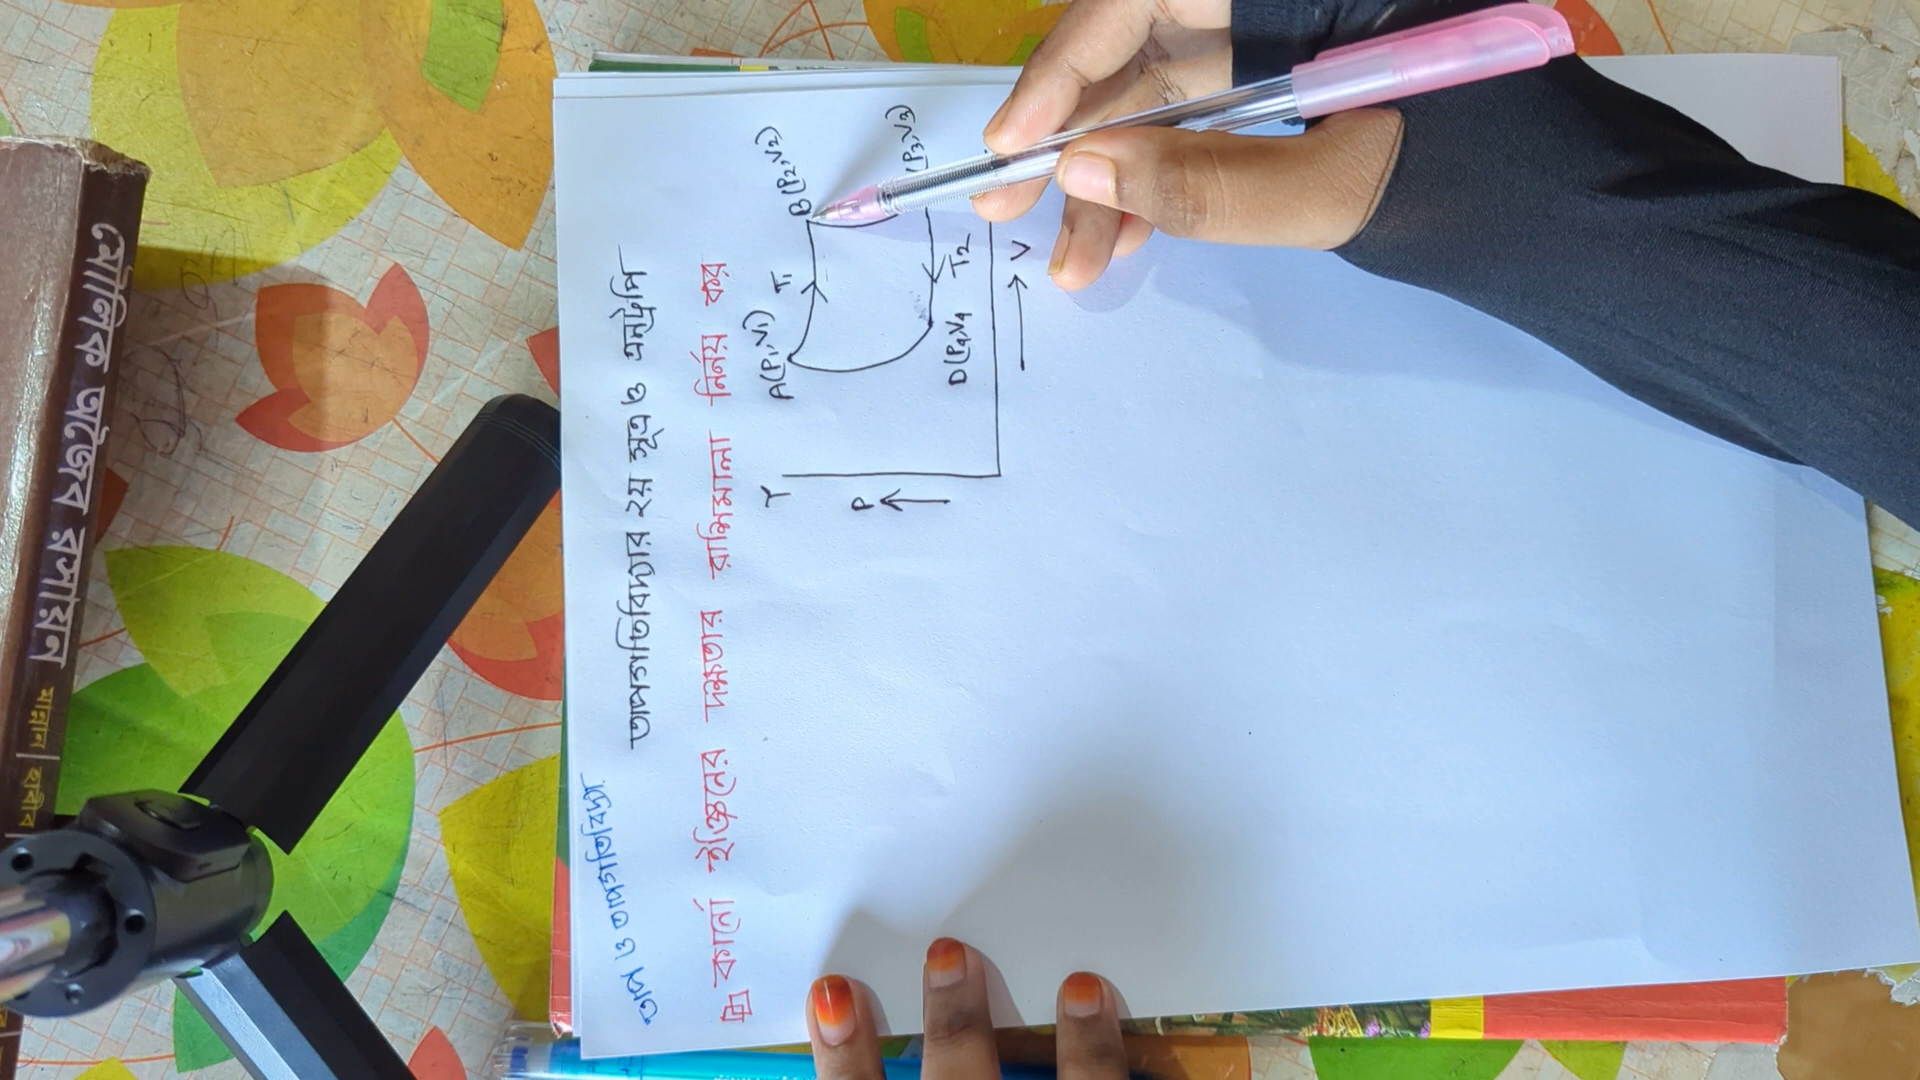 তাপ ও তাপগতিবিদ্যা
তাপগতিবিদ্যার ২য় সূত্র ও এনট্রপি
কার্নো ইঞ্জিনের দক্ষতার রাশিমালা নির্ণয় কর
Y
P
A(P1,V1)
T1
B(P2,V2)
(P3,V3)
D(P4,V4
T2
V
মৌলিক অজৈব রসায়ন
মান্নান | হাবীব